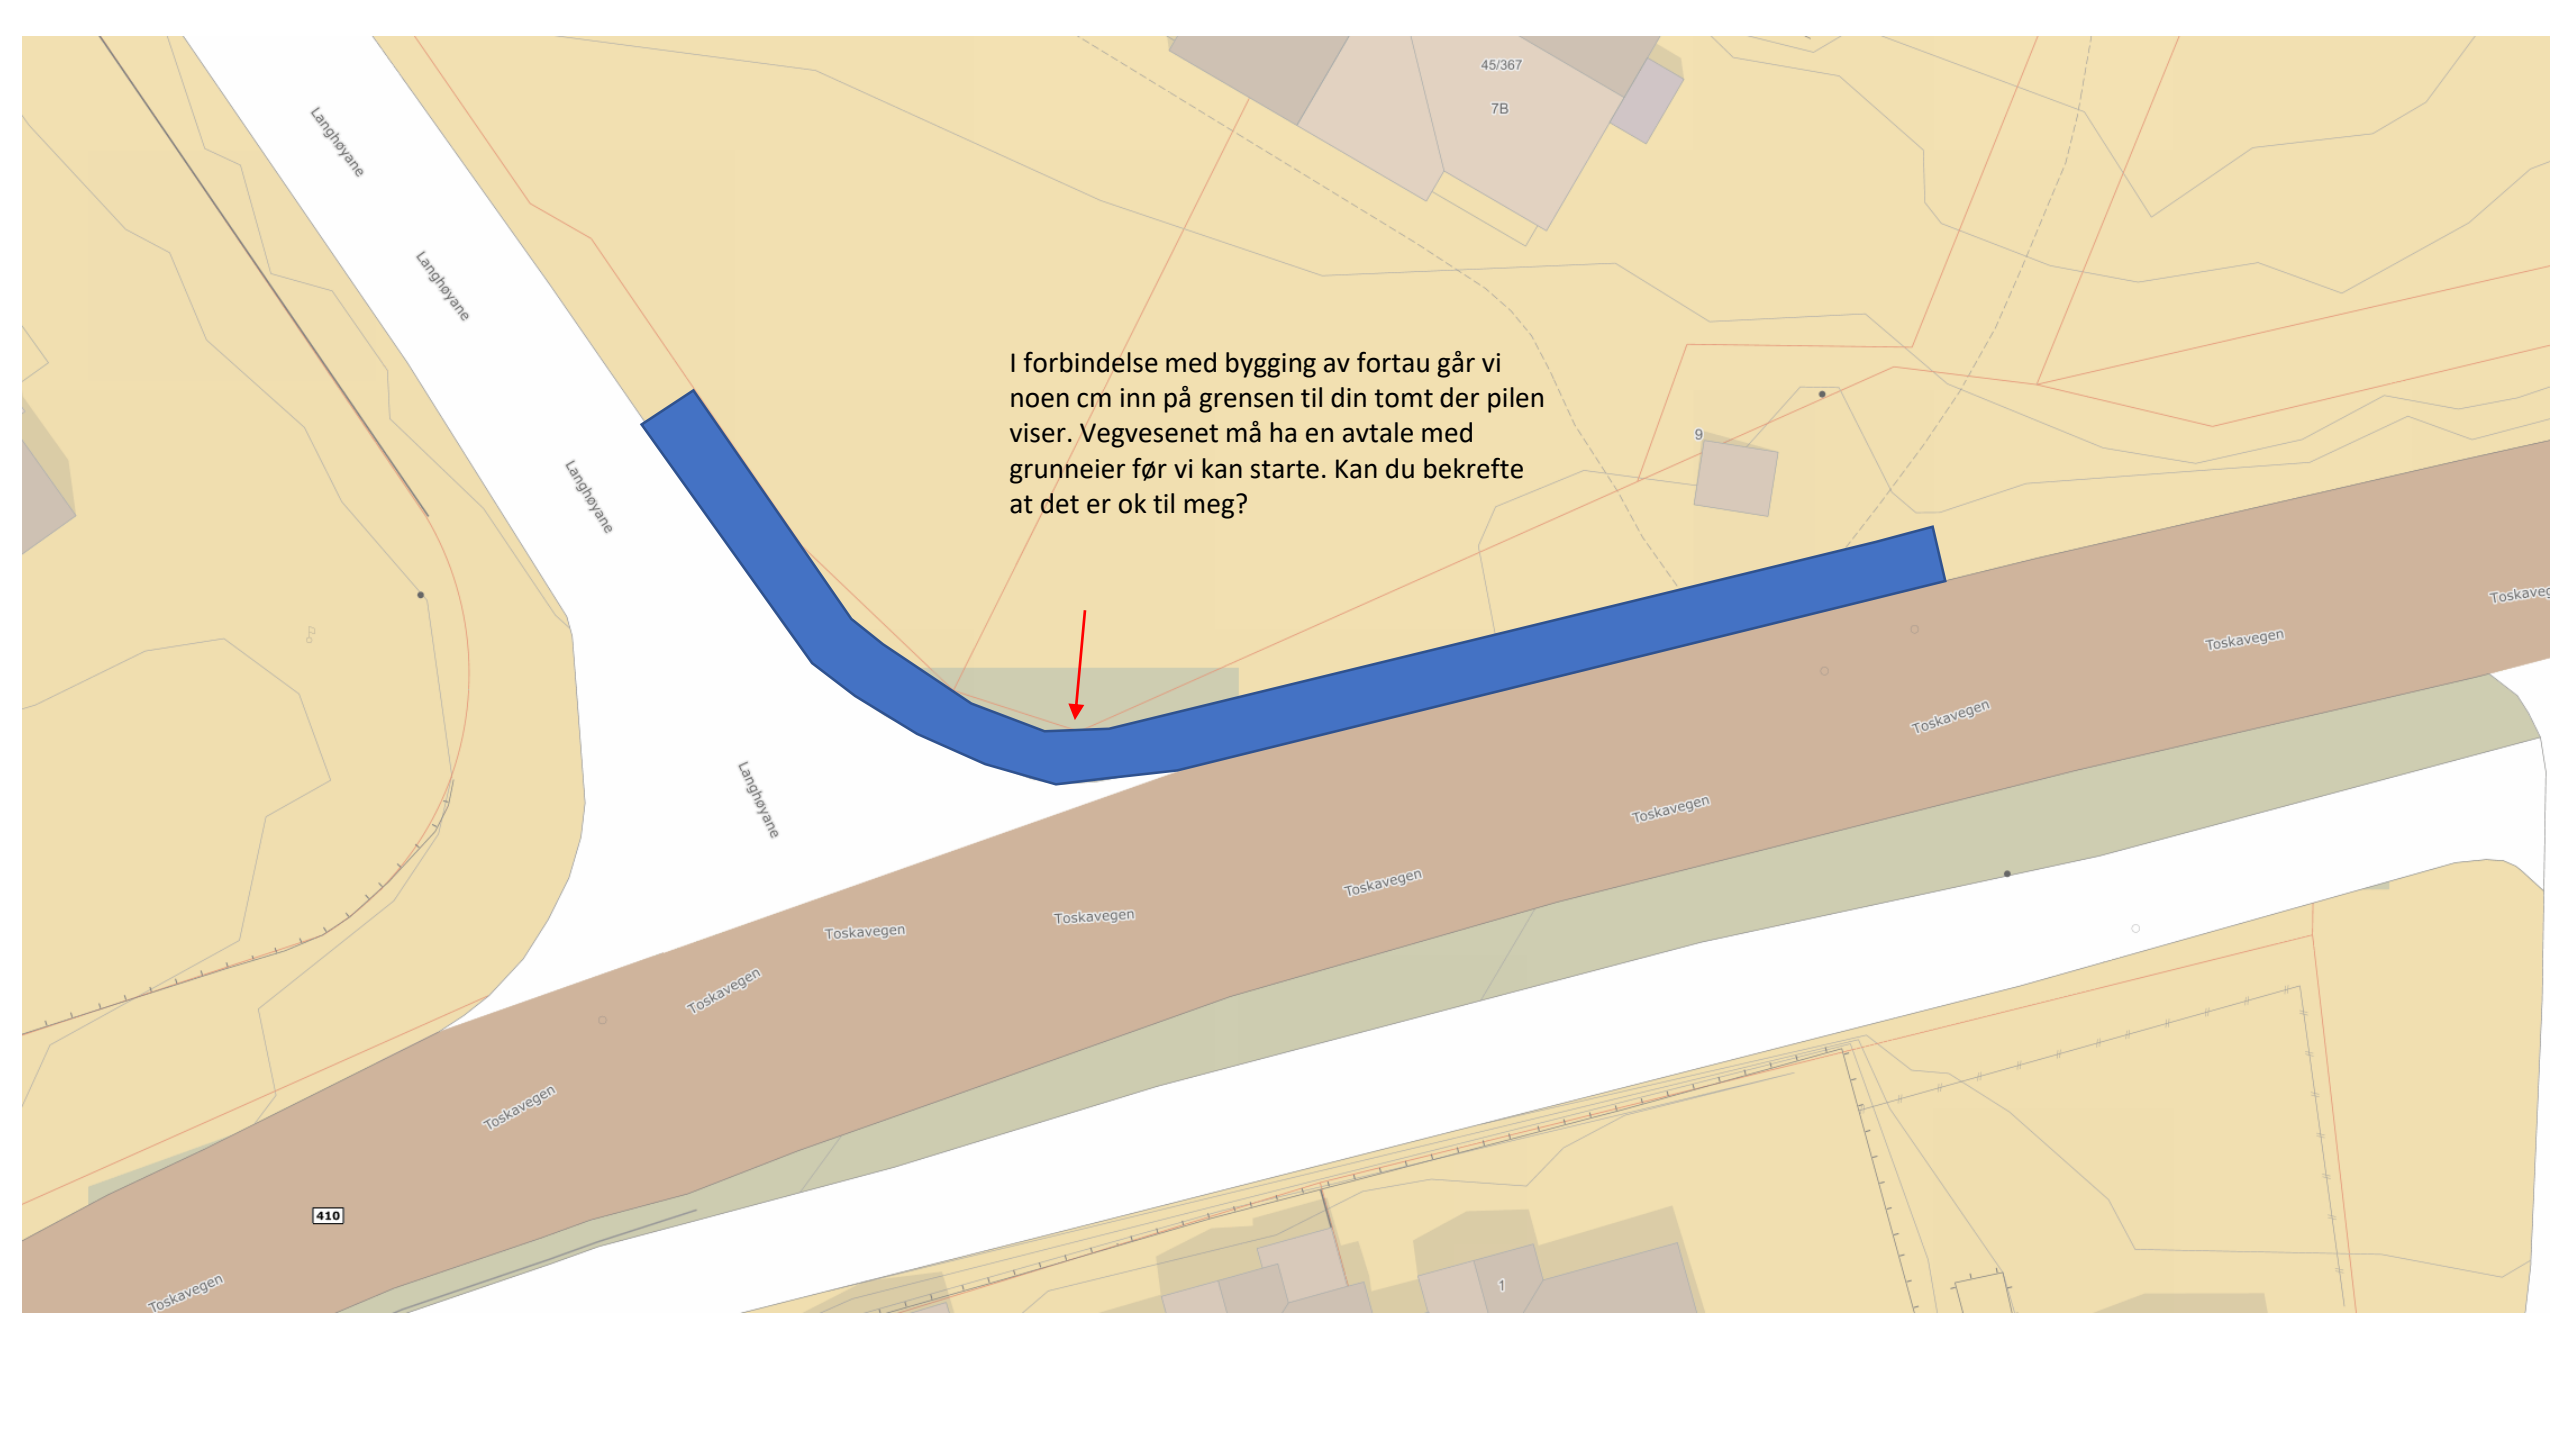 45/367
7B
Langhøyane
Langhøyane
I forbindelse med bygging av fortau går vi
noen cm inn på grensen til din tomt der pilen
viser. Vegvesenet må ha en avtale med
grunneier før vi kan starte. Kan du bekrefte
at det er ok til meg?
9
Langhøyane
Toskaveg
Toskavegen
Toskavegen
Langhøyane
Toskavegen
Toskavegen
Toskavegen
Toskavegen
Toskavegen
Toskavegen
410
Toskavegen
1